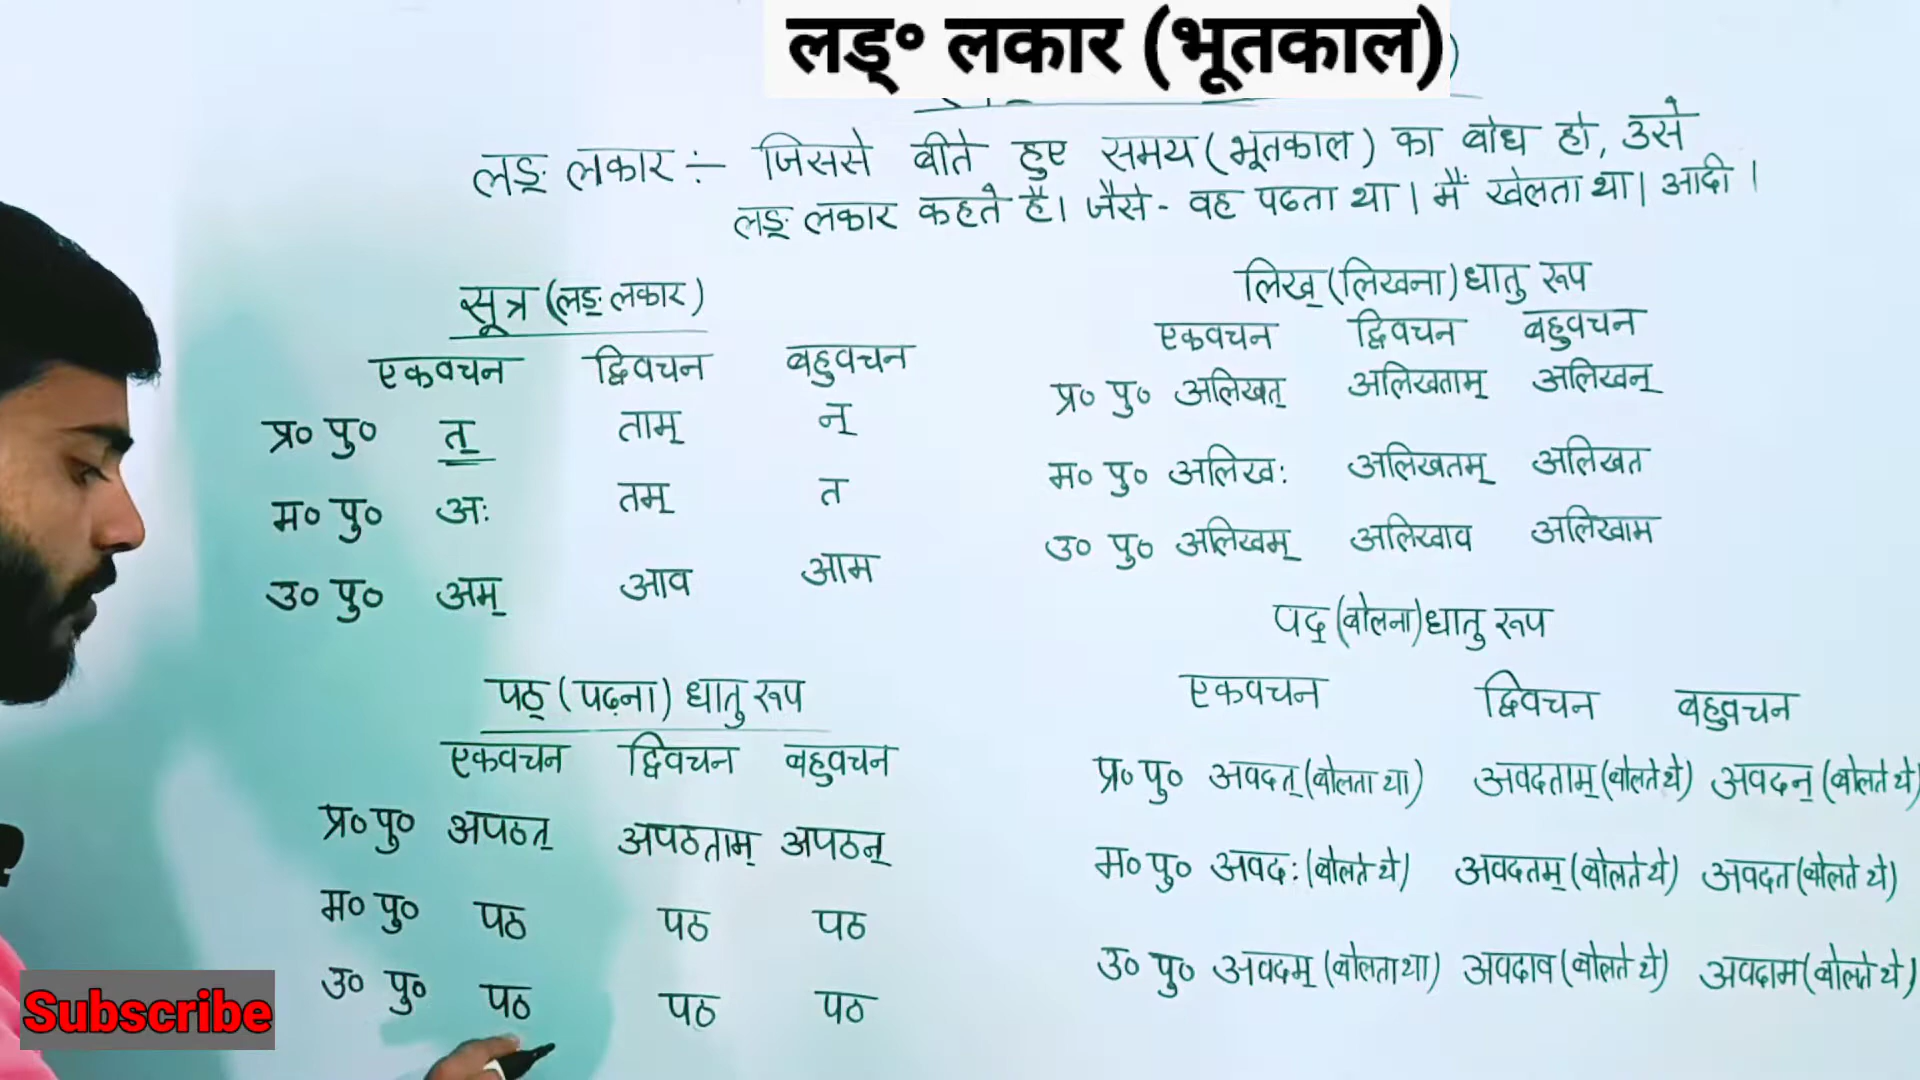 लड्॰ लकार (भूतकाल)
लङ् लकार ÷ जिससे बीते हुए समय (भूतकाल) का बोध हो, उसे
लङ् लकार कहते है। जैसे- वह पढता था। मैं खेलता था। आदी।
सूत्र (लङ् लकार)
एकवचन द्विवचन बहुवचन
प्र० पु० त् ताम् न्
म० पु० अः तम् त
उ० पु० अम् आव आम
पठ् (पढ़ना) धातु रूप
एकवचन द्विवचन बहुवचन
प्र० पु० अपठत् अपठताम् अपठन्
म० पु० पठ पठ पठ
उ० पु० पठ पठ पठ
लिख् (लिखना) धातु रूप
एकवचन द्विवचन बहुवचन
प्र० पु० अलिखत् अलिखताम् अलिखन्
म० पु० अलिखः अलिखतम् अलिखत
उ० पु० अलिखम् अलिखाव अलिखाम
पद् (बोलना) धातु रूप
एकवचन द्विवचन बहुवचन
प्र० पु० अवदत् (बोलता था) अवदताम् (बोलते थे) अवदन् (बोलते थे)
म० पु० अवदः (बोलते थे) अवदतम् (बोलते थे) अवदत (बोलते थे)
उ० पु० अवदम् (बोलता था) अवदाव (बोलते थे) अवदाम (बोलते थे)
Subscribe